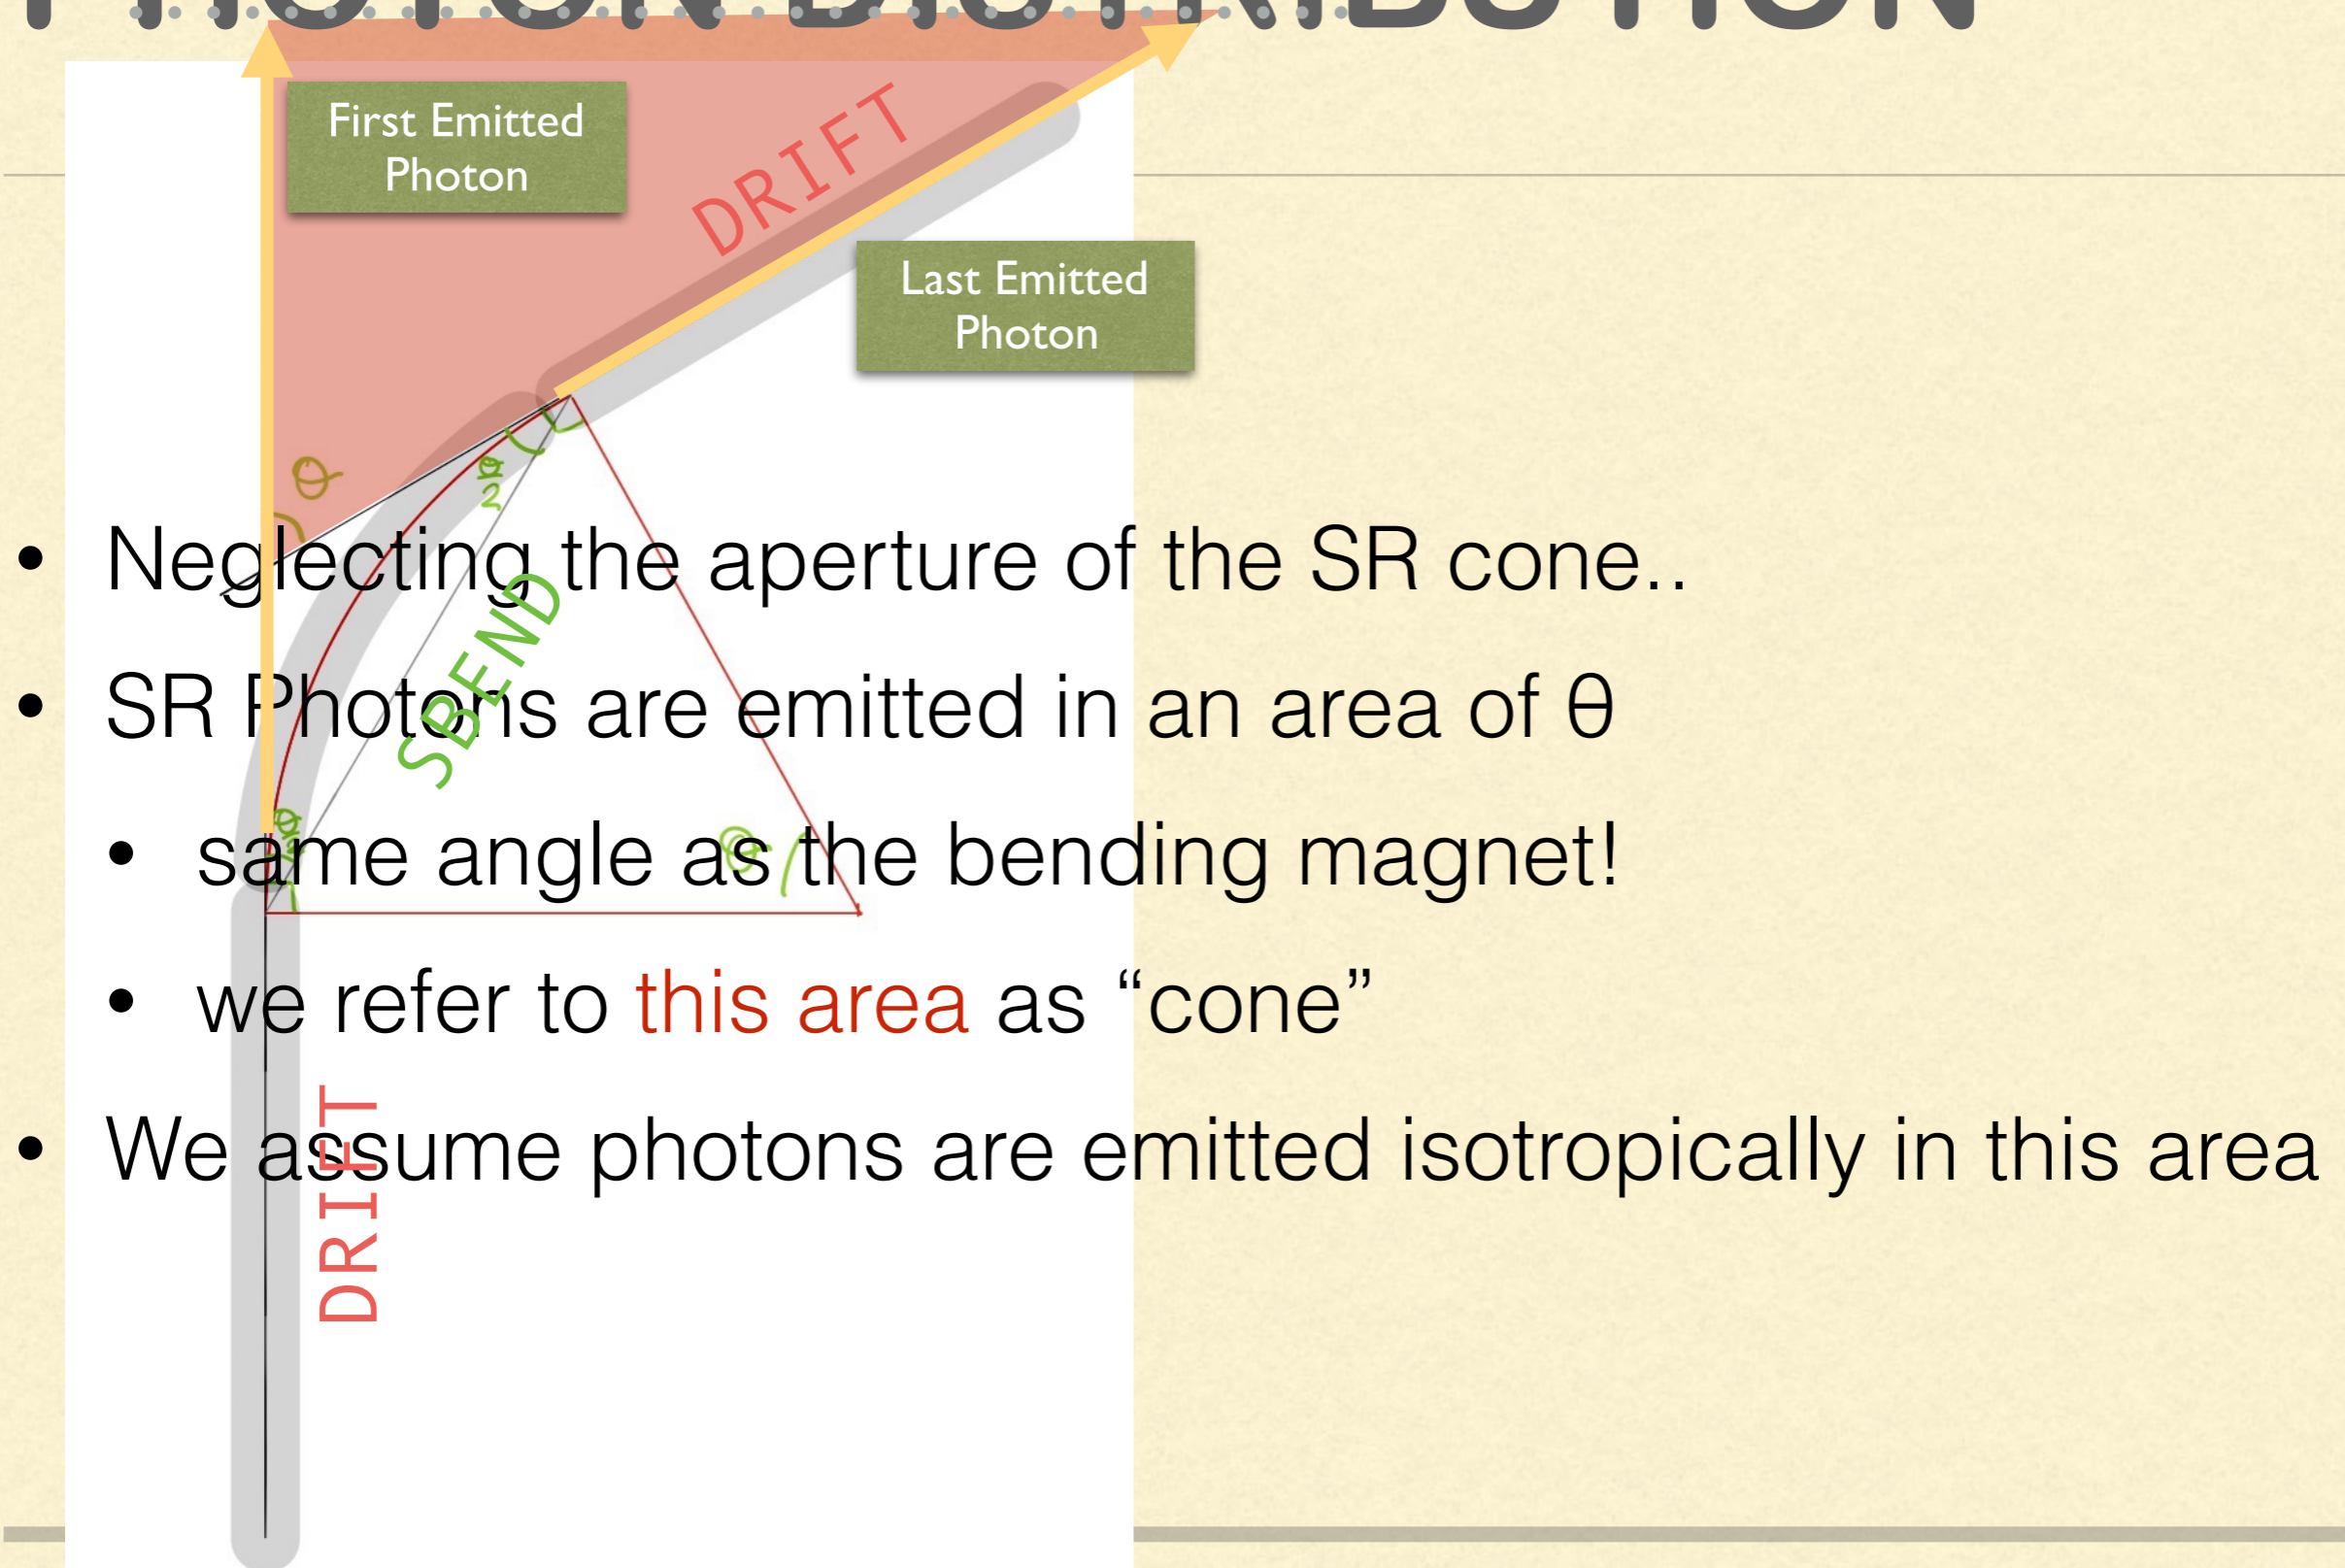 PHOTON DISTRIBUTION
First Emitted
Photon
DRIFT
Last Emitted
Photon
θ
θ/2
• Neglecting the aperture of the SR cone..
SBEND
• SR Photons are emitted in an area of θ
θ
• same angle as the bending magnet!
• we refer to this area as “cone”
• We assume photons are emitted isotropically in this area
DRIFT